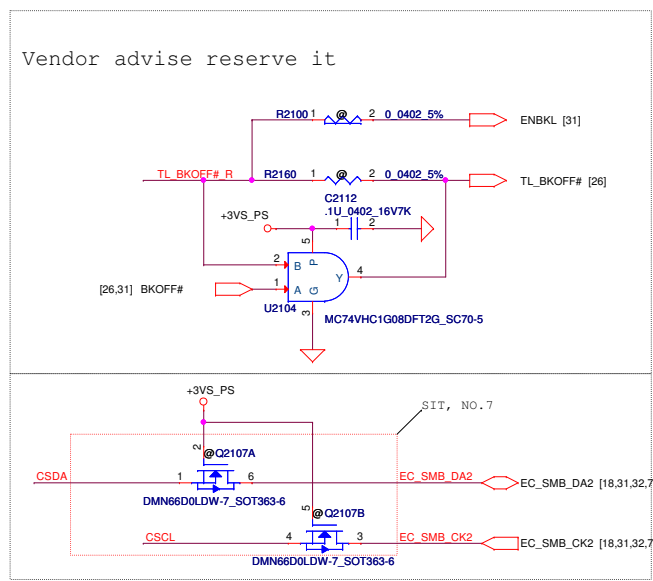 Vendor advise reserve it
R2100 1 @ 2 0_0402_5%
ENBKL [31]
TL_BKOFF#_R R2160 1 @ 2 0_0402_5%
TL_BKOFF# [26]
C2112
.1U_0402_16V7K
+3VS_PS
1 2
5
2 B P
Y 4
[26,31] BKOFF# 1 A G
U2104 3
MC74VHC1G08DFT2G_SC70-5
+3VS_PS
SIT, NO.7
2 @Q2107A
CSDA 1 6 EC_SMB_DA2 EC_SMB_DA2 [18,31,32,7
DMN66D0LDW-7_SOT363-6
5 @Q2107B
CSCL 4 3 EC_SMB_CK2 EC_SMB_CK2 [18,31,32,7
DMN66D0LDW-7_SOT363-6